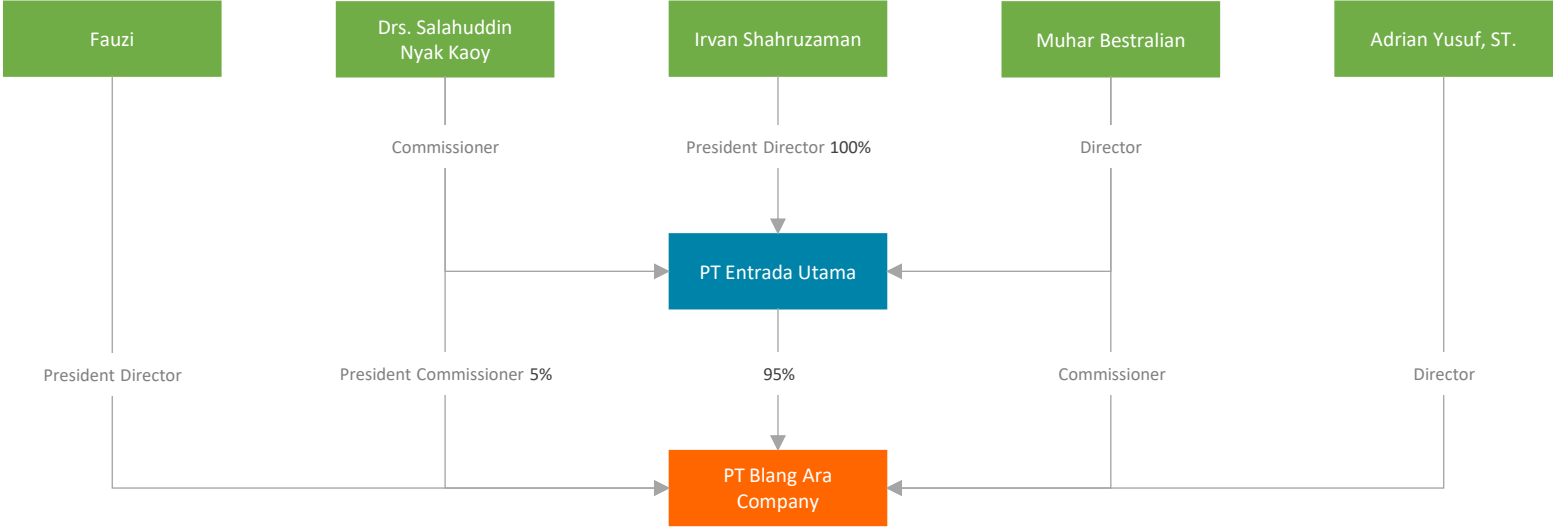 Fauzi
Drs. Salahuddin
Nyak Kaoy
Irvan Shahruzaman
Muhar Bestralian
Adrian Yusuf, ST.
Commissioner
President Director 100%
Director
PT Entrada Utama
President Director
President Commissioner 5%
95%
Commissioner
Director
PT Blang Ara
Company